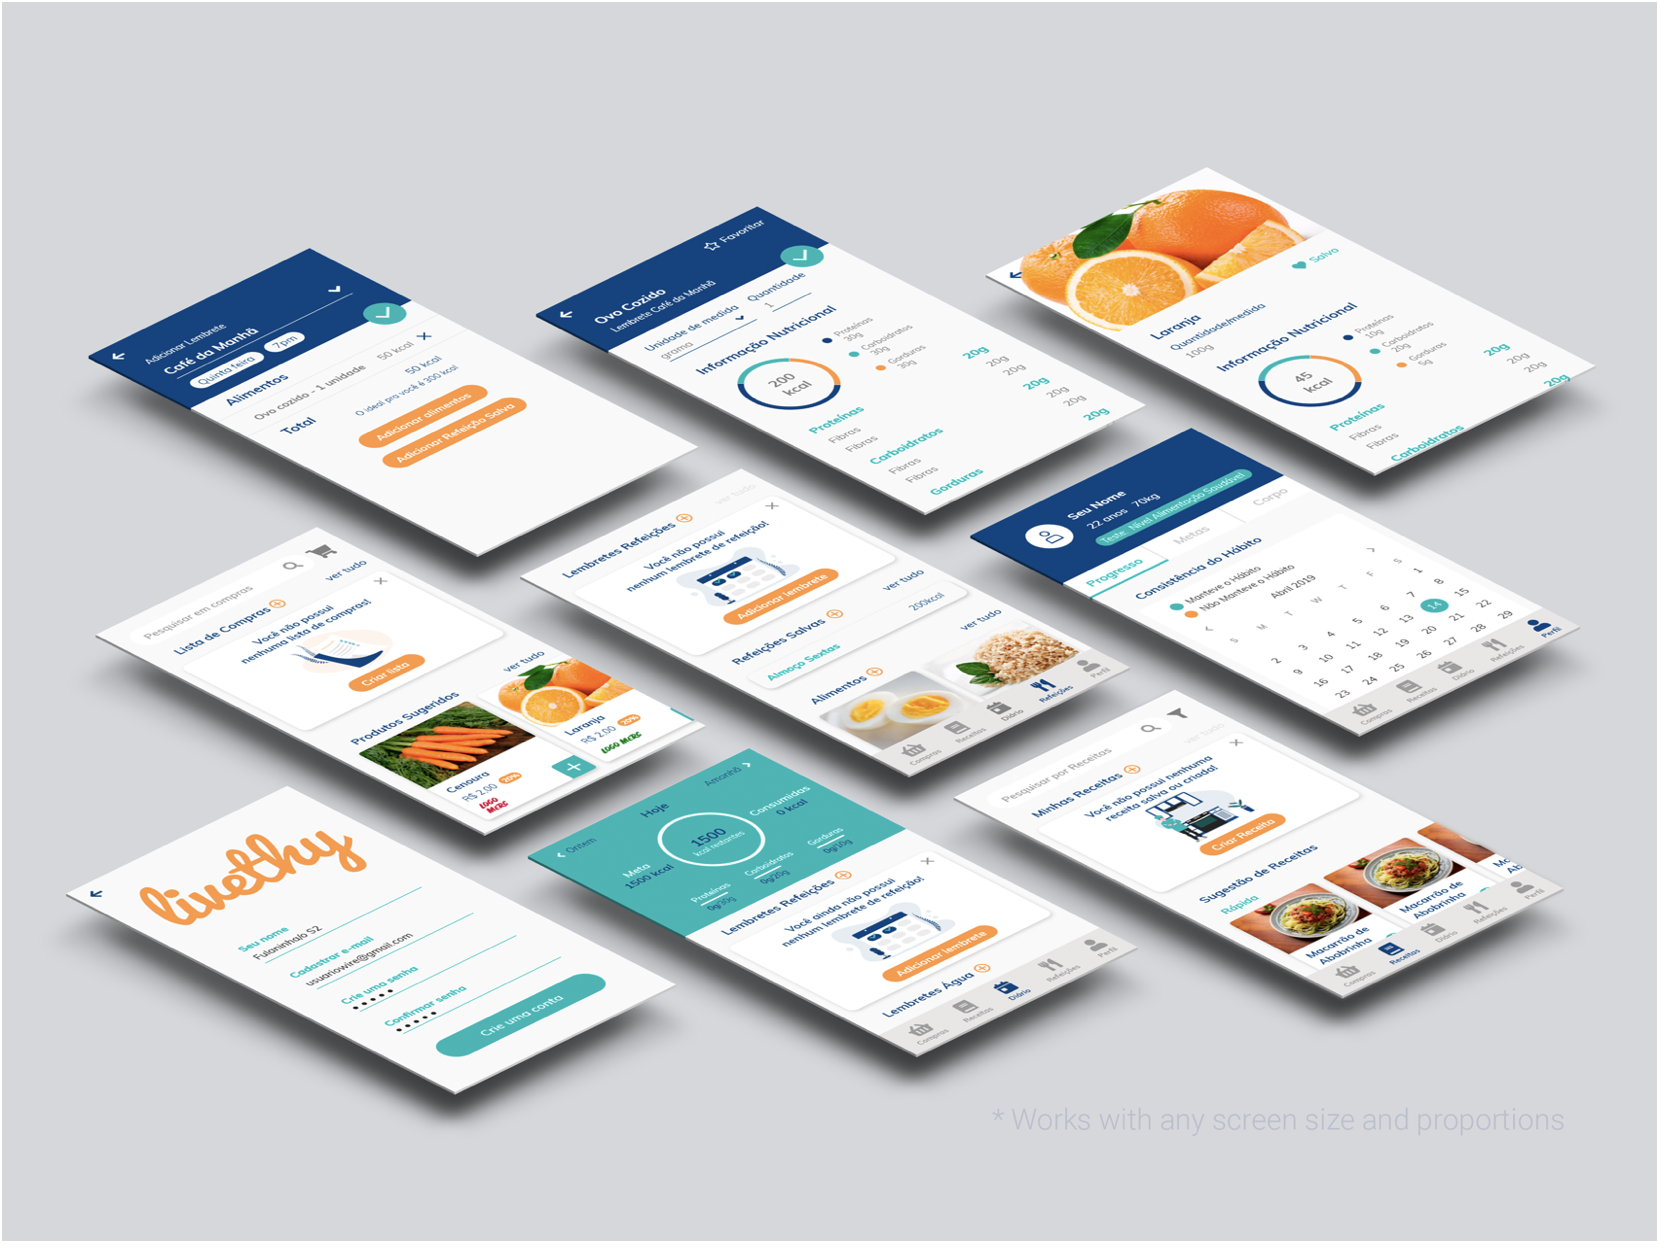 Adicionar Lembrete
Café da Manhã
Quinta feira
7pm
Alimentos
Ovo cozido - 1 unidade
50 kcal
Total
50 kcal
O ideal pra você é 300 kcal
Adicionar alimentos
Adicionar Refeição Salva
Favoritar
Ovo Cozido
Lembrete Café da Manhã
Unidade de medida
grama
Quantidade
1
Informação Nutricional
200
kcal
Proteínas
30g
Carboidratos
30g
Gorduras
30g
Proteínas
20g
Fibras
20g
Fibras
20g
Carboidratos
20g
Fibras
20g
Fibras
Gorduras
20g
Salvo
Laranja
Quantidade/medida
100g
Informação Nutricional
45
kcal
Proteínas
10g
Carboidratos
20g
Gorduras
5g
Proteínas
20g
Fibras
20g
Fibras
20g
Carboidratos
20g
Pesquisar em compras
Lista de Compras
ver tudo
Você não possui
nenhuma lista de compras!
Criar lista
Produtos Sugeridos
ver tudo
Cenoura
R$ 2,00
20%
LOGO
MERC
Laranja
R$ 2,00
20%
LOGO MERC
Lembretes Refeições
ver tudo
Você não possui
nenhum lembrete de refeição!
Adicionar lembrete
Refeições Salvas
ver tudo
Almoço Sextas
200kcal
Alimentos
ver tudo
Compras
Receitas
Diário
Refeições
Perfil
Seu Nome
22 anos
70kg
Teste: Nível Alimentação Saudável
Progresso
Metas
Corpo
Consistência do Hábito
Manteve o Hábito
Não Manteve o Hábito
Abril 2019
S M T W T F S
1
2 3 4 5 6 7 8
9 10 11 12 13 14 15
16 17 18 19 20 21 22
23 24 25 26 27 28 29
Compras
Receitas
Diário
Refeições
Perfil
livethy
Seu nome
Fulaninha/o S2
Cadastrar e-mail
usuariowire@gmail.com
Crie uma senha
Confirmar senha
Crie uma conta
Ontem
Hoje
Amanhã
Meta
1500 kcal
1500
kcal restantes
Consumidas
0 kcal
Proteínas
0g/30g
Carboidratos
0g/20g
Gorduras
0g/10g
Lembretes Refeições
Você ainda não possui
nenhum lembrete de refeição!
Adicionar lembrete
Lembretes Água
Compras
Receitas
Diário
Refeições
Perfil
Pesquisar por Receitas
Minhas Receitas
ver tudo
Você não possui nenhuma
receita salva ou criada!
Criar Receita
Sugestão de Receitas
Rápida
Macarrão de
Abobrinha
Macarrão de
Abobrinha
Compras
Receitas
Diário
Refeições
Perfil
* Works with any screen size and proportions